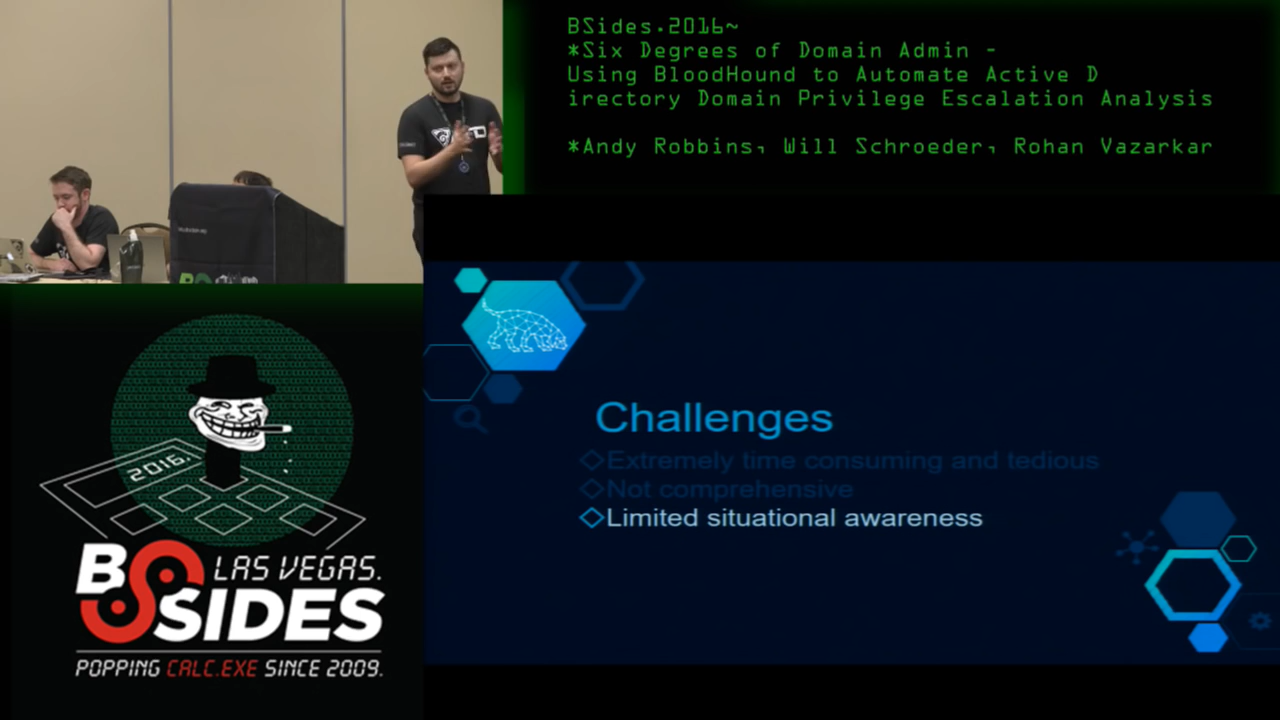 BSides.2016~
*Six Degrees of Domain Admin -
Using BloodHound to Automate Active D
irectory Domain Privilege Escalation Analysis
*Andy Robbins, Will Schroeder, Rohan Vazarkar
Challenges
Extremely time consuming and tedious
Not comprehensive
Limited situational awareness
2016.
BSIDES
LAS VEGAS.
POPPING CALC.EXE SINCE 2009.